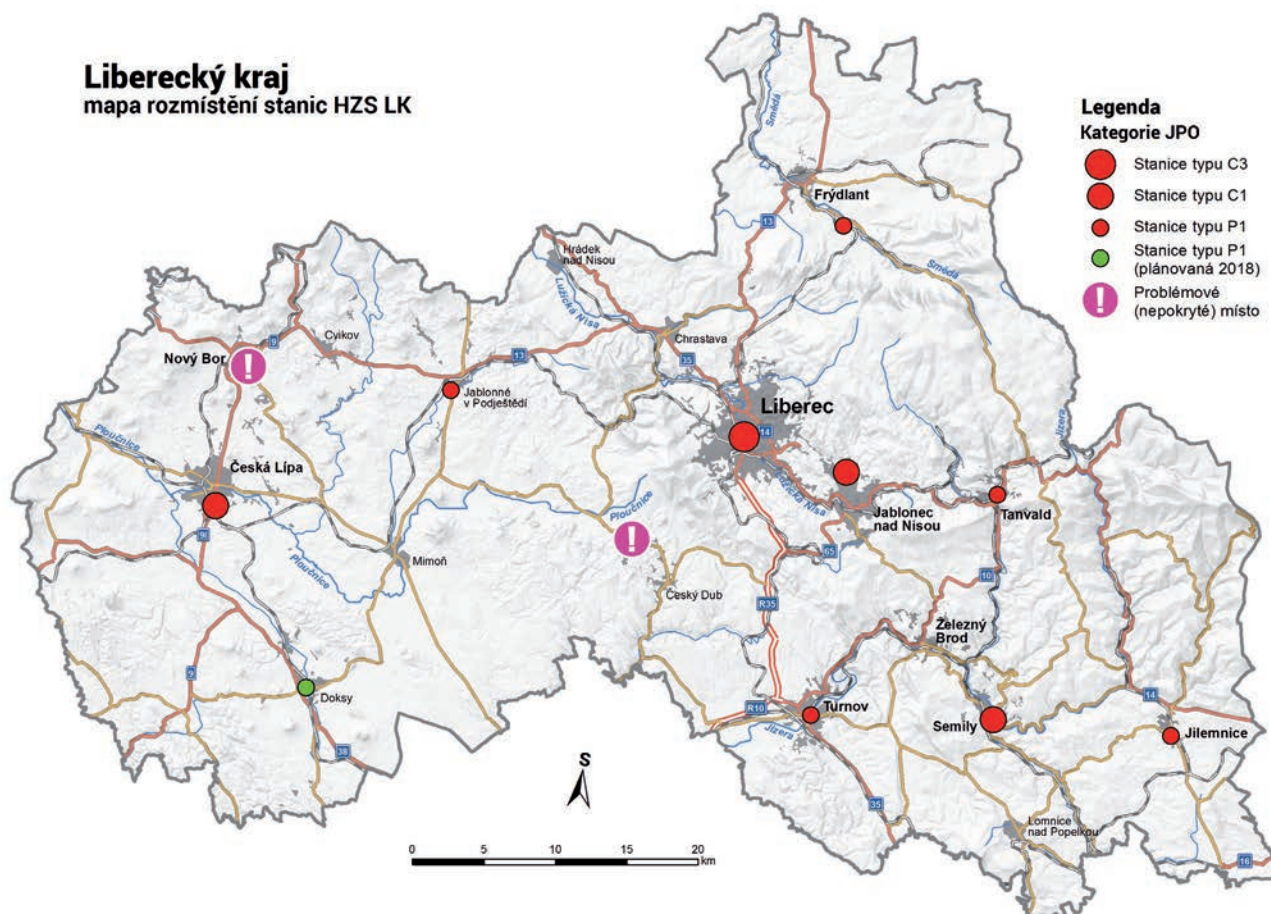 Liberecký kraj
mapa rozmístění stanic HZS LK
Legenda
Kategorie JPO
Stanice typu C3
Stanice typu C1
Stanice typu P1
Stanice typu P1
(plánovaná 2018)
Problémové
(nepokryté) místo
Smědá
Frýdlant
13
Smědá
Hrádek
nad Nisou
Lužická Nisa
Chrastava
35
Cvikov
9
Nový Bor
!
13
Jablonné
v Podještědí
Liberec
14
Jizera
Ploučnice
Česká Lípa
Lužická Nisa
Jablonec
nad Nisou
Tanvald
Ploučnice
!
9
Ploučnice
Mimoň
65
10
Český Dub
R35
Železný
Brod
9
Doksy
38
R10
Turnov
Jizera
Semily
14
Jilemnice
35
Lomnice
nad Popelkou
16
S
0 5 10 15 20
km